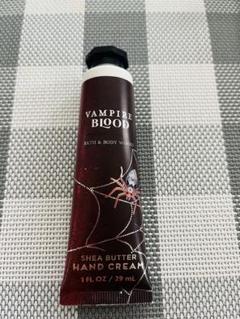 VAMPIRE
BLOOD
BATH & BODY WORKS
SHEA BUTTER
HAND CREAM
1 FL OZ / 29 mL